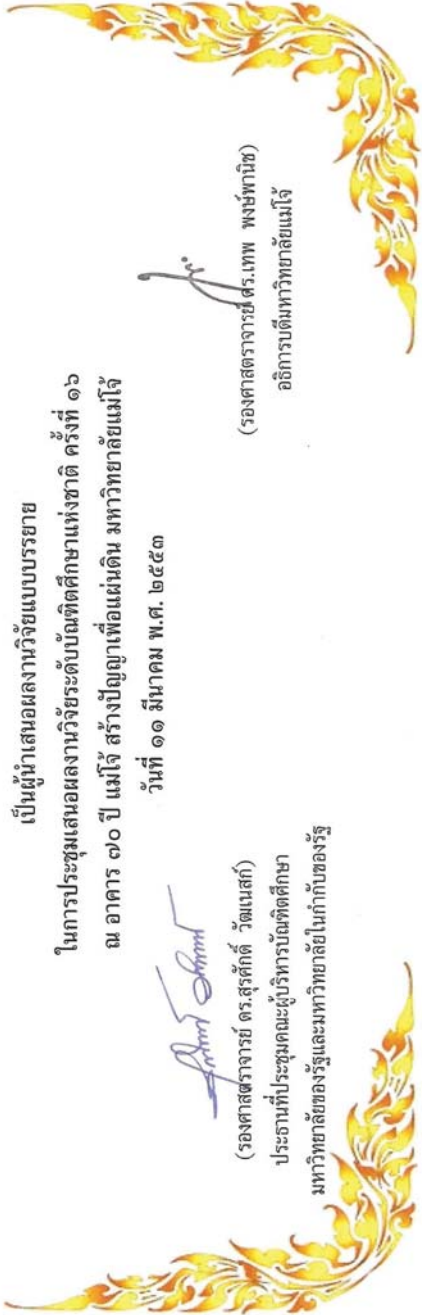 เป็นผู้นำเสนอผลงานวิจัยแบบบรรยาย
ในการประชุมเสนอผลงานวิจัยระดับบัณฑิตศึกษาแห่งชาติ ครั้งที่ ๑๖
ณ อาคาร ๗๐ ปี แม่โจ้ สร้างปัญญาเพื่อแผ่นดิน มหาวิทยาลัยแม่โจ้
วันที่ ๑๑ มีนาคม พ.ศ. ๒๕๕๓
(รองศาสตราจารย์ ดร.สุรศักดิ์ วัฒเนสก์)
ประธานที่ประชุมคณะผู้บริหารบัณฑิตศึกษา
มหาวิทยาลัยของรัฐและมหาวิทยาลัยในกำกับของรัฐ
(รองศาสตราจารย์ ดร.เทพ พงษ์พานิช)
อธิการบดีมหาวิทยาลัยแม่โจ้